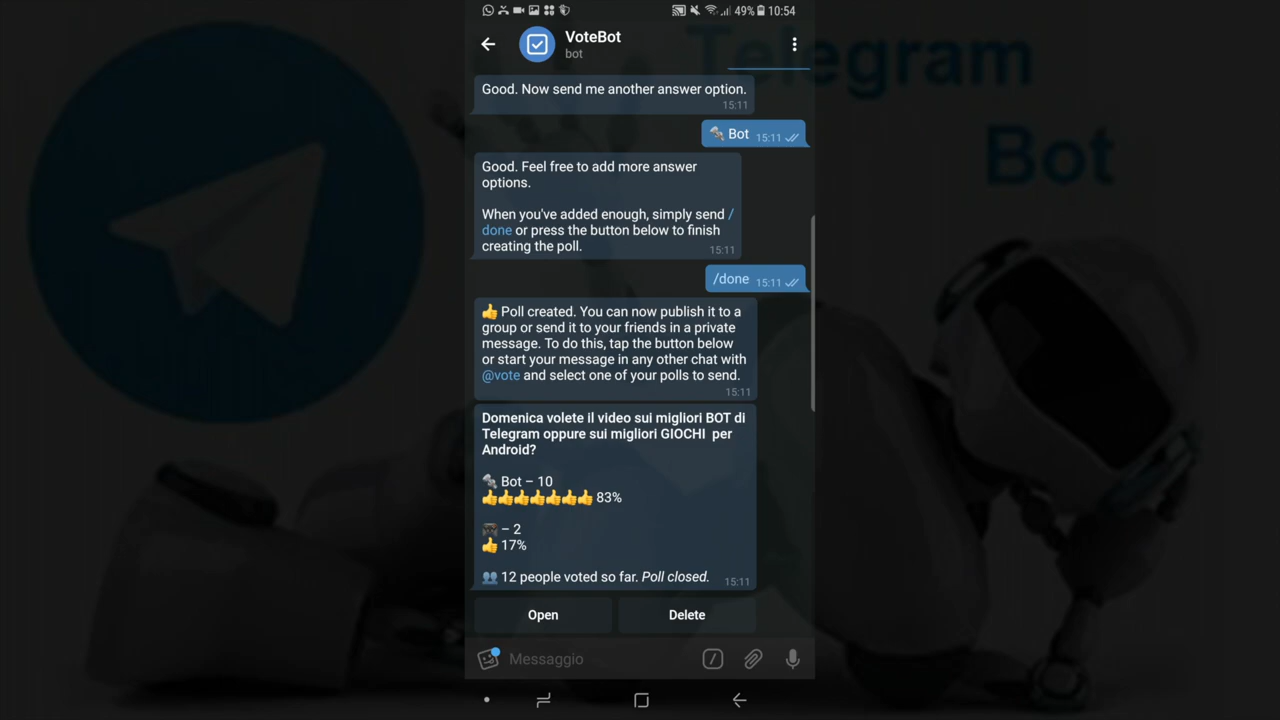 49% 10:54
VoteBot
bot
Telegram
Bot
Good. Now send me another answer option.
15:11
🔩 Bot 15:11
Good. Feel free to add more answer
options.
When you've added enough, simply send /
done or press the button below to finish
creating the poll.
15:11
/done 15:11
👍 Poll created. You can now publish it to a
group or send it to your friends in a private
message. To do this, tap the button below
or start your message in any other chat with
@vote and select one of your polls to send.
15:11
Domenica volete il video sui migliori BOT di
Telegram oppure sui migliori GIOCHI per
Android?
🔩 Bot – 10
👍👍👍👍👍👍👍 83%
🎮 – 2
👍 17%
👥 12 people voted so far. Poll closed.
15:11
Open Delete
Messaggio